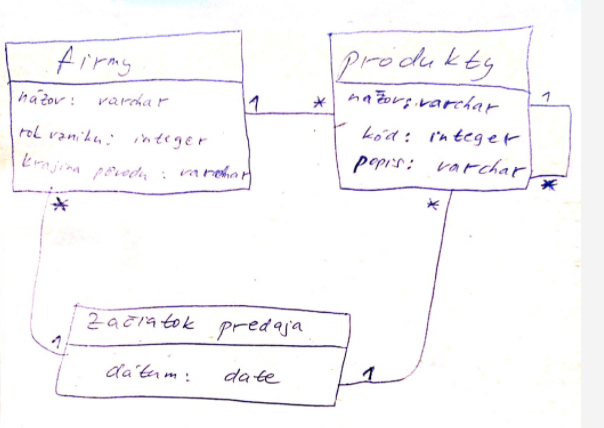 firmy
názov: varchar
rok vzniku: integer
krajina pôvodu: varchar
1
*
produkty
názov: varchar
kód: integer
popis: varchar
1
*
*
*
začiatok predaja
dátum: date
1
1